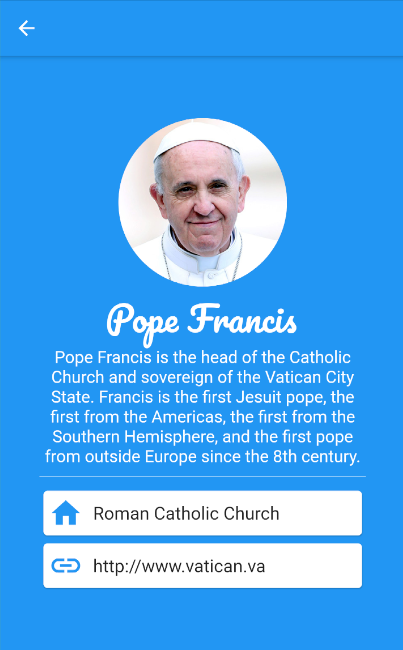 Pope Francis
Pope Francis is the head of the Catholic
Church and sovereign of the Vatican City
State. Francis is the first Jesuit pope, the
first from the Americas, the first from the
Southern Hemisphere, and the first pope
from outside Europe since the 8th century.
Roman Catholic Church
http://www.vatican.va